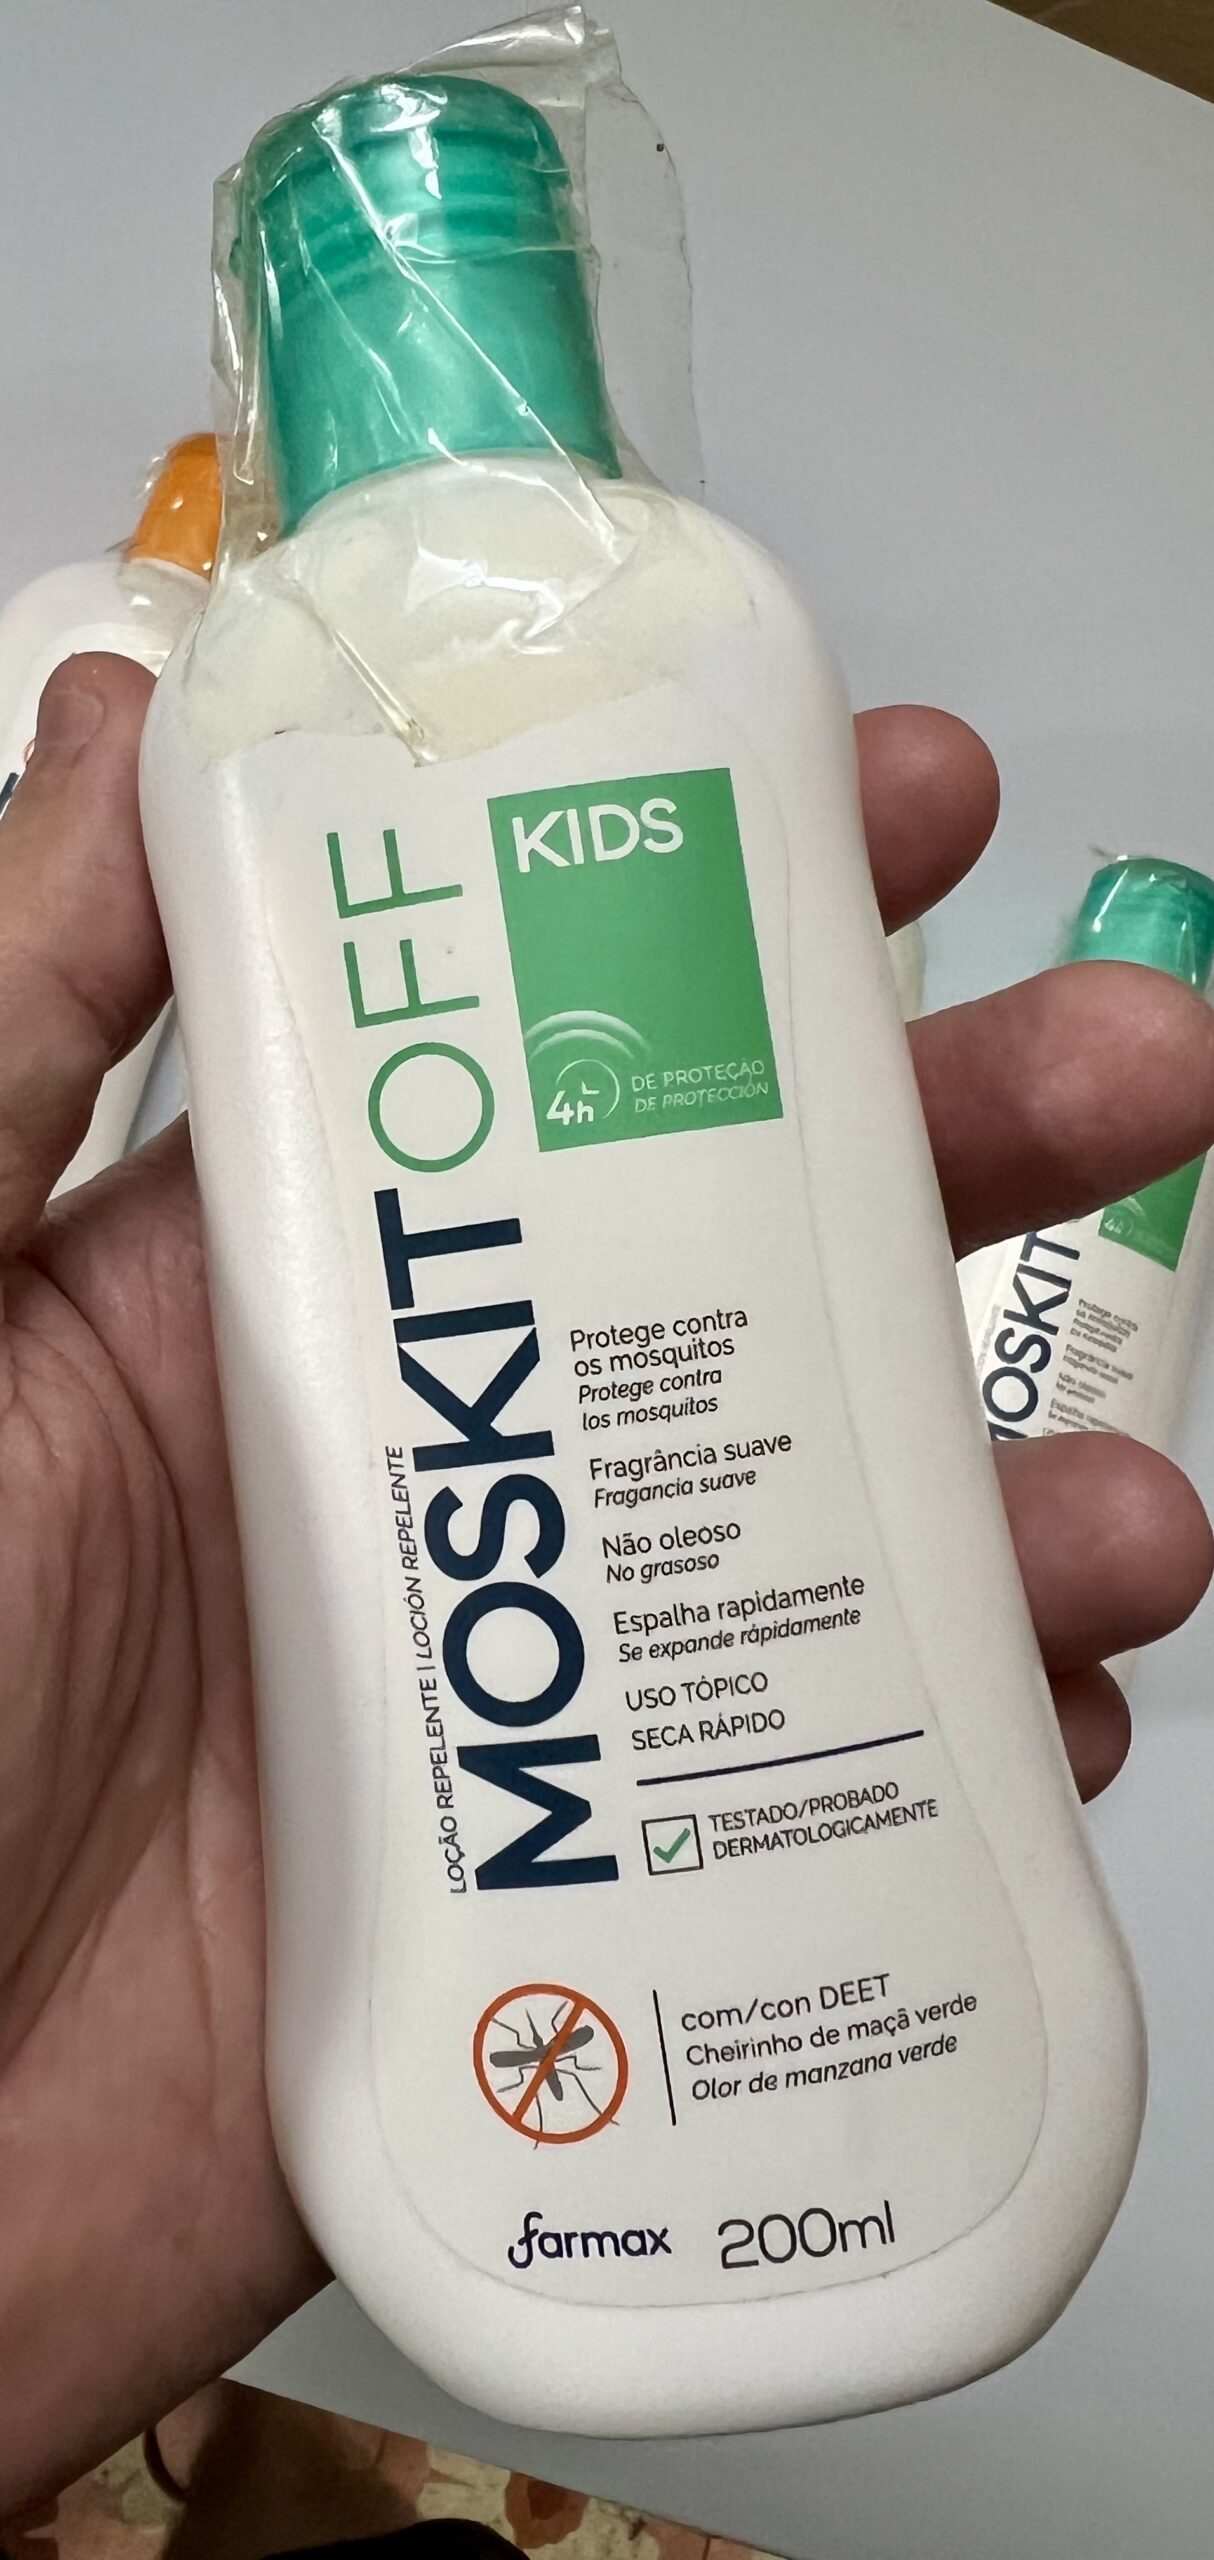 KIDS
4h
DE PROTEÇÃO
DE PROTECCIÓN
MOSKITOFF
LOÇÃO REPELENTE | LOCIÓN REPELENTE
Protege contra
os mosquitos
Protege contra
los mosquitos
Fragrância suave
Fragancia suave
Não oleoso
No grasoso
Espalha rapidamente
Se expande rápidamente
USO TÓPICO
SECA RÁPIDO
TESTADO/PROBADO
DERMATOLOGICAMENTE
com/con DEET
Cheirinho de maçã verde
Olor de manzana verde
farmax 200ml
MOSKIT
4h